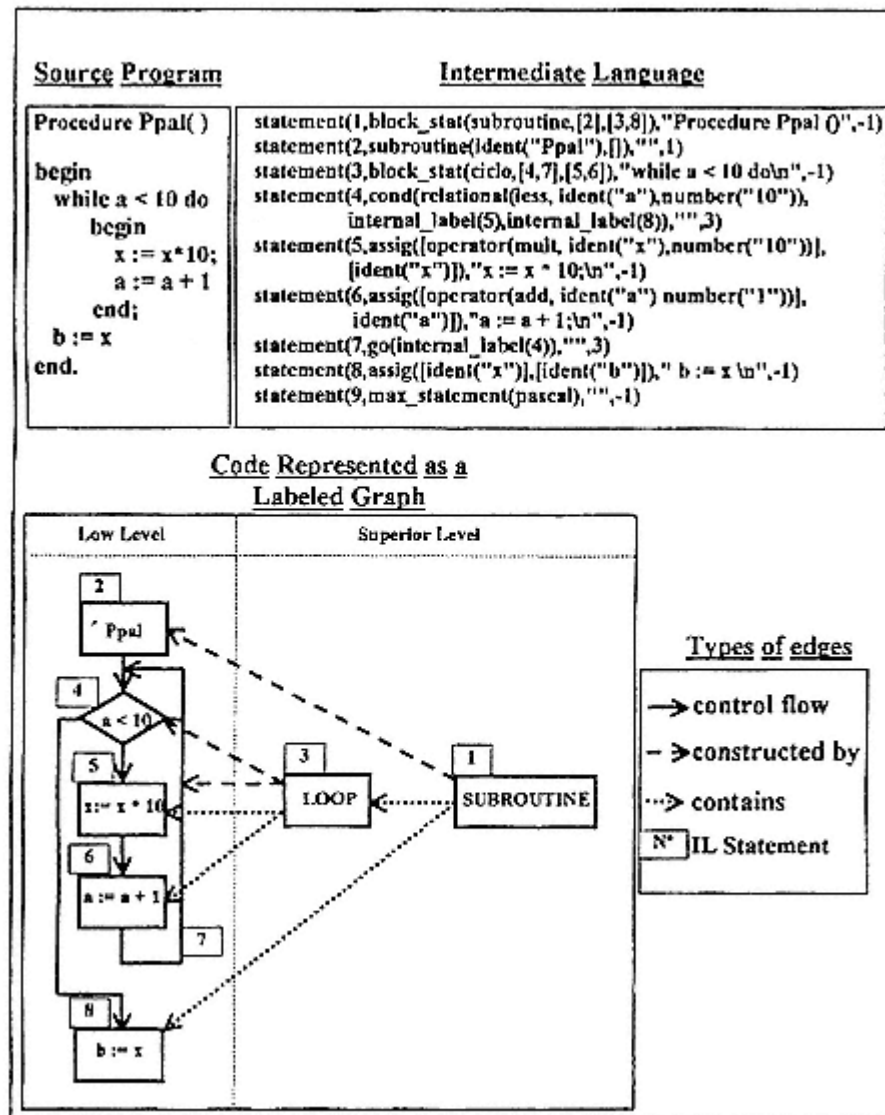 Source Program
Intermediate Language
Procedure Ppal( )
begin
while a < 10 do
begin
x := x*10;
a := a + 1
end;
b := x
end.
statement(1,block_stat(subroutine,[2],[3,8]),"Procedure Ppal ()",-1)
statement(2,subroutine(ident("Ppal"),[]),"",1)
statement(3,block_stat(ciclo,[4,7],[5,6]),"while a < 10 do\n",-1)
statement(4,cond(relational(less, ident("a"),number("10")),
internal_label(5),internal_label(8)),"",3)
statement(5,assig([operator(mult, ident("x"),number("10"))],
[ident("x")]),"x := x * 10;\n",-1)
statement(6,assig([operator(add, ident("a") number("1"))],
ident("a")]),"a := a + 1;\n",-1)
statement(7,go(internal_label(4)),"",3)
statement(8,assig([ident("x")],[ident("b")])," b := x \n",-1)
statement(9,max_statement(pascal),"",-1)
Code Represented as a
Labeled Graph
Low Level
Superior Level
2
Ppal
4
a < 10
5
x:= x * 10
6
a := a + 1
7
8
b := x
3
LOOP
1
SUBROUTINE
Types of edges
control flow
constructed by
contains
N° IL Statement